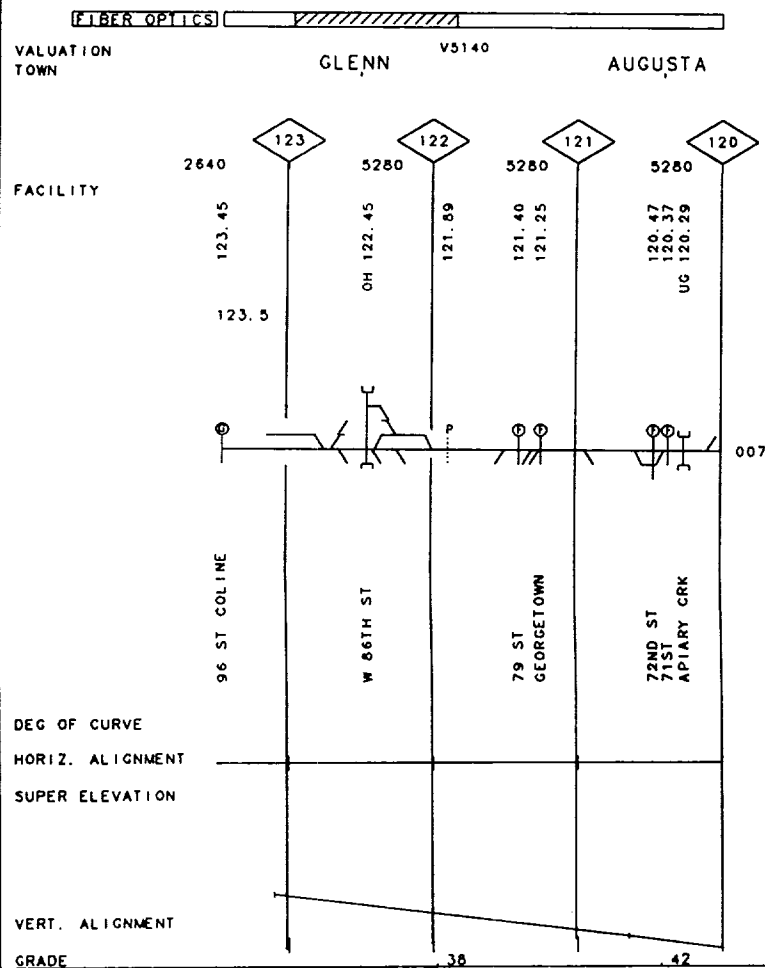 FIBER OPTICS
VALUATION V5140
TOWN GLENN AUGUSTA
123 122 121 120
2640 5280 5280 5280
FACILITY
123.45
OH 122.45
121.89
121.40
121.25
120.47
120.37
UG 120.29
123.5
P F F F F
007
96 ST COLINE
W 86TH ST
79 ST
GEORGETOWN
72ND ST
71ST
APIARY CRK
DEG OF CURVE
HORIZ. ALIGNMENT
SUPER ELEVATION
VERT. ALIGNMENT
GRADE .38 .42